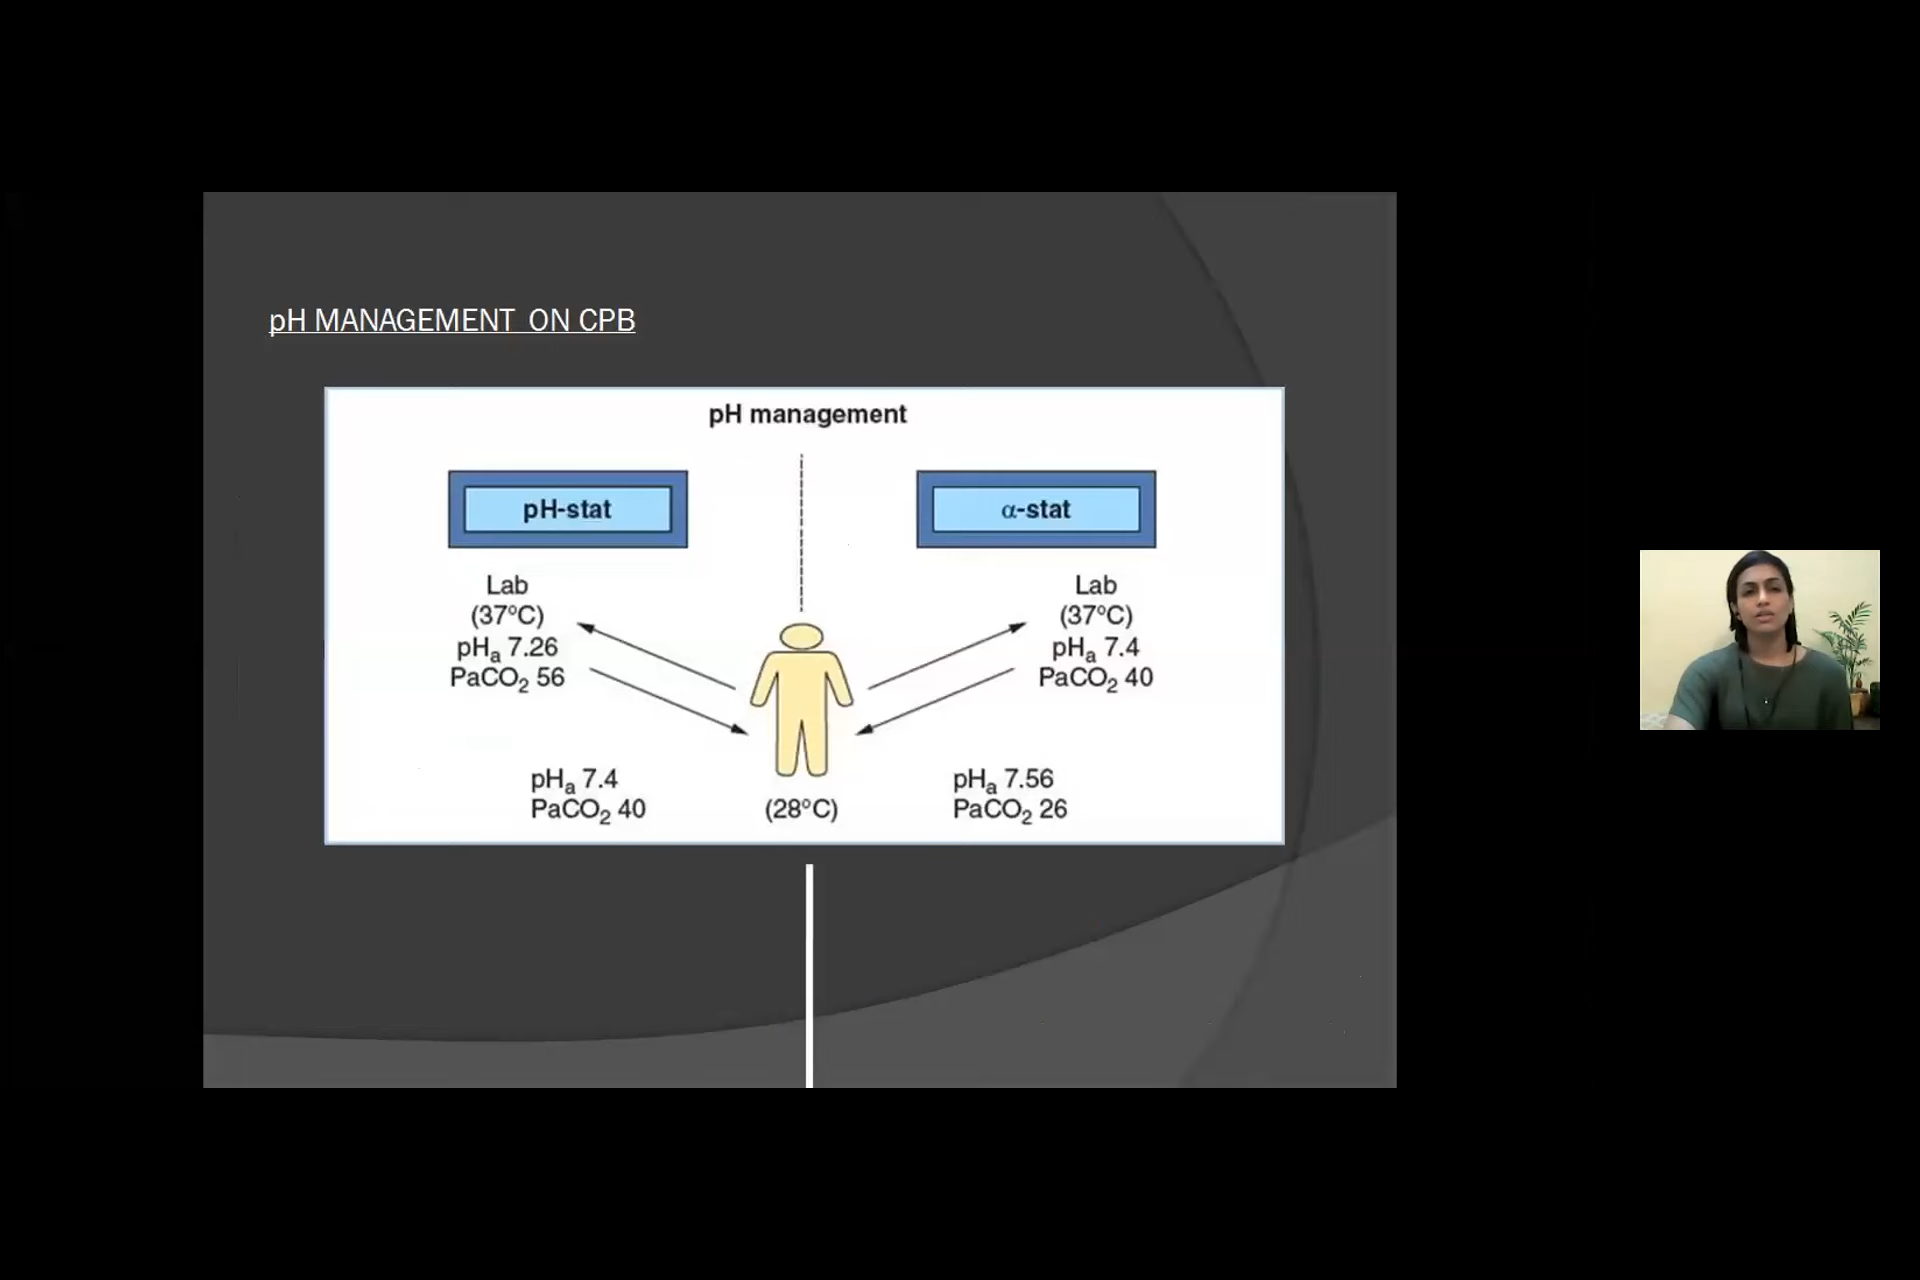 pH MANAGEMENT ON CPB
pH management
pH-stat
α-stat
Lab
(37°C)
pHₐ 7.26
PaCO₂ 56
Lab
(37°C)
pHₐ 7.4
PaCO₂ 40
pHₐ 7.4
PaCO₂ 40
(28°C)
pHₐ 7.56
PaCO₂ 26